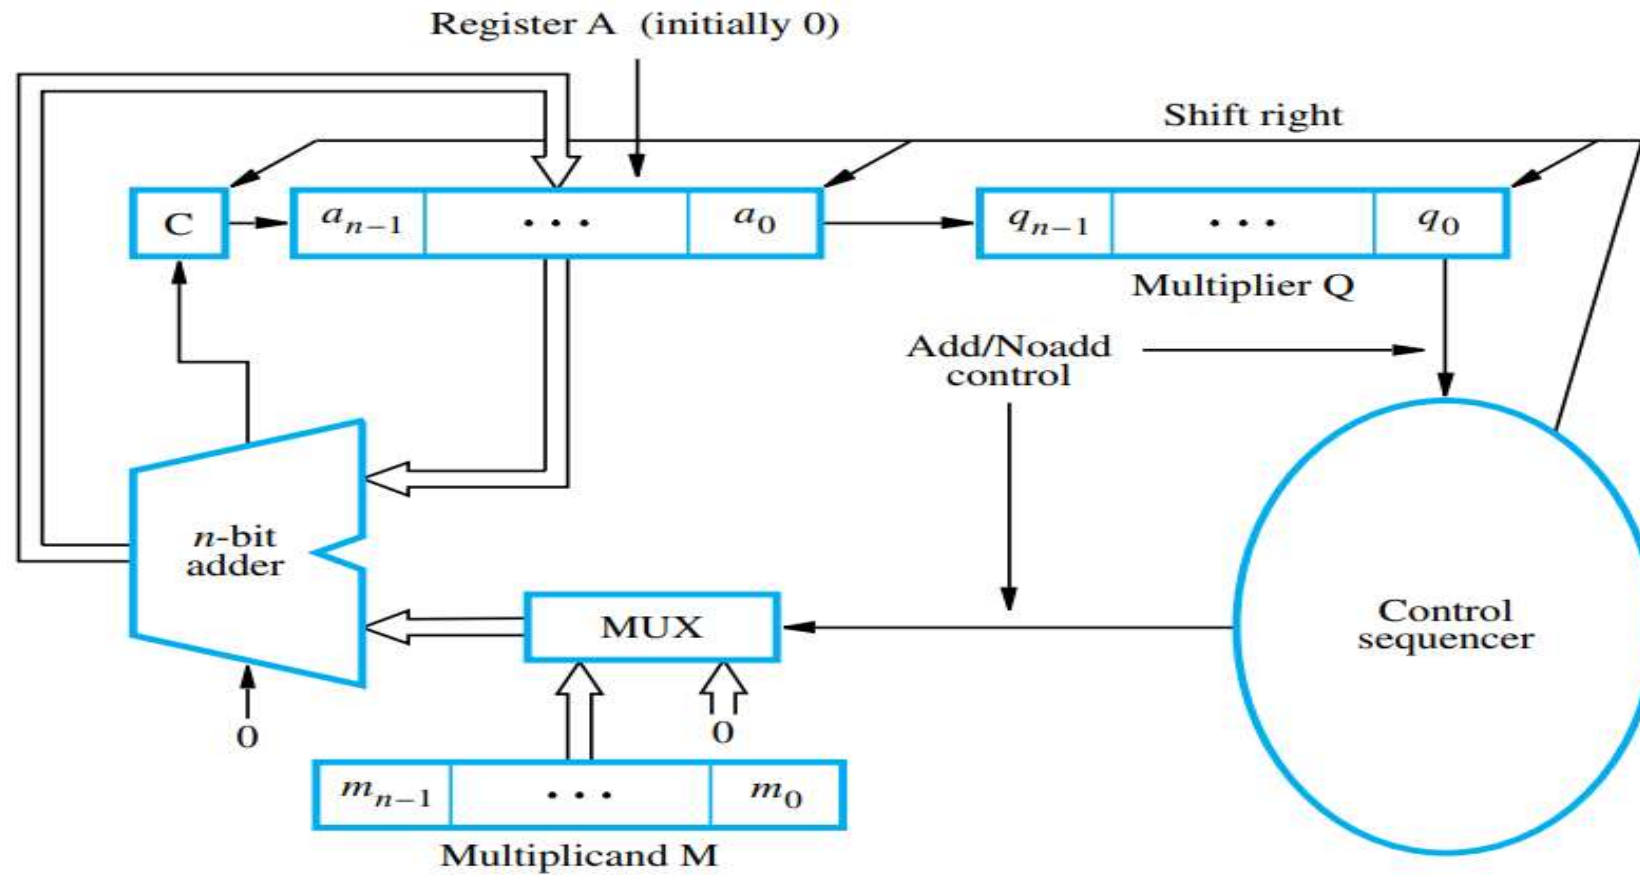 Register A (initially 0)
Shift right
C
a_{n-1} ... a_0
q_{n-1} ... q_0
Multiplier Q
Add/Noadd
control
n-bit
adder
MUX
Control
sequencer
0
0
m_{n-1} ... m_0
Multiplicand M